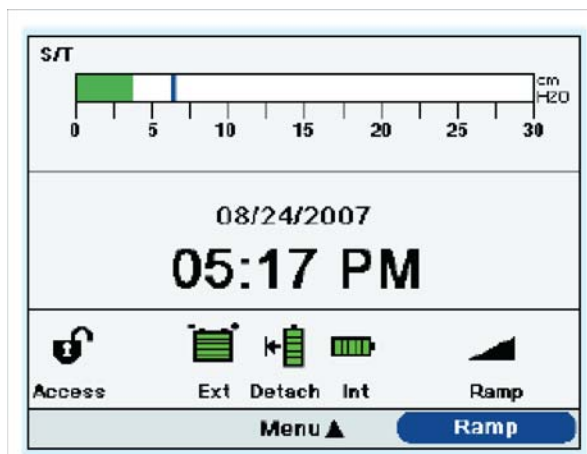 S/T
cm
H2O
0 5 10 15 20 25 30
08/24/2007
05:17 PM
Access Ext Detach Int Ramp
Menu▲ Ramp